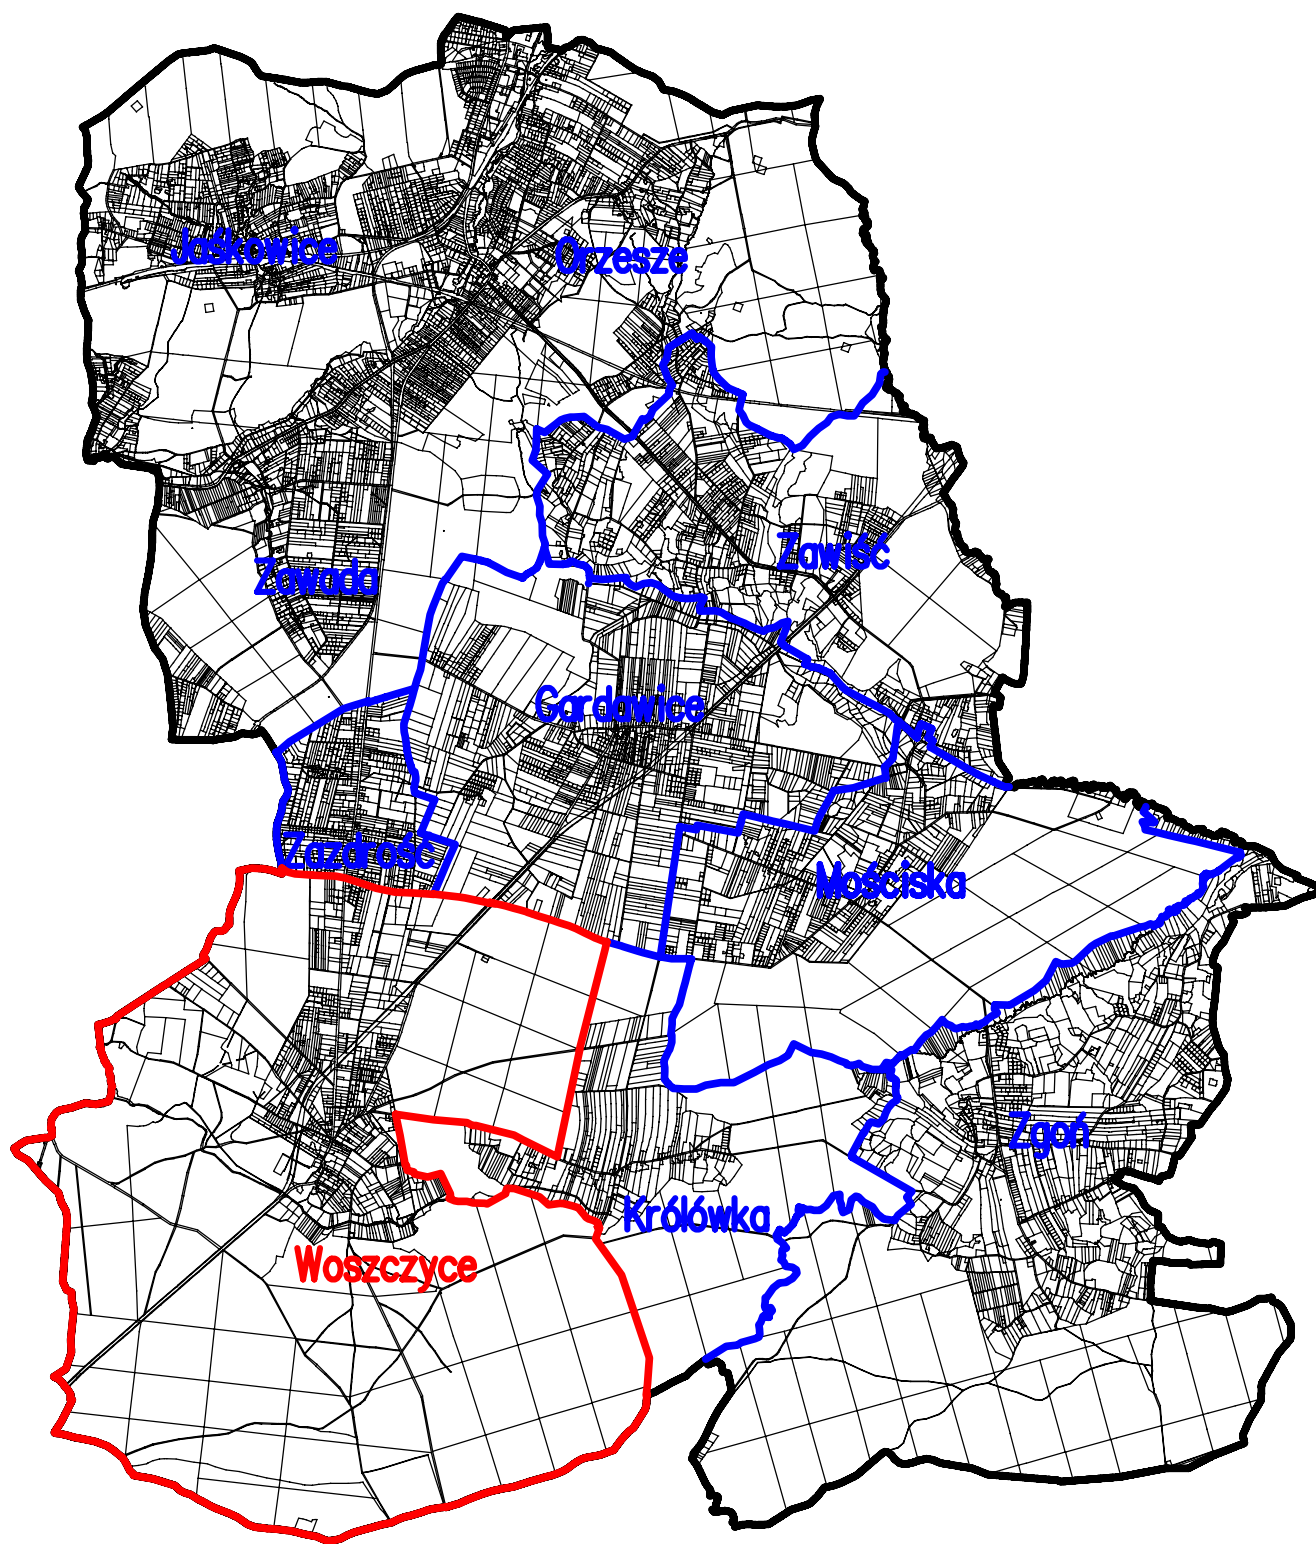 Jaśkowice
Orzesze
Zawiść
Zawada
Gardawice
Zazdrość
Mościska
Zgoń
Królówka
Woszczyce